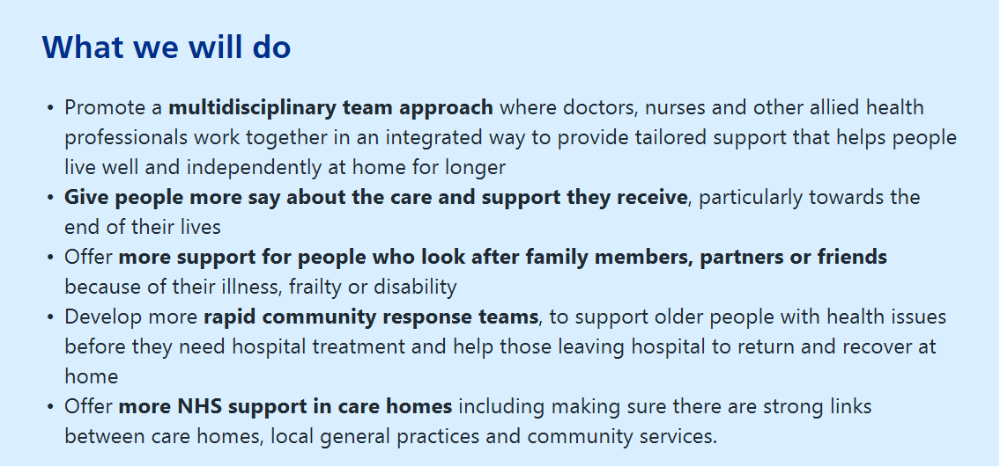 What we will do
• Promote a multidisciplinary team approach where doctors, nurses and other allied health
professionals work together in an integrated way to provide tailored support that helps people
live well and independently at home for longer
• Give people more say about the care and support they receive, particularly towards the
end of their lives
• Offer more support for people who look after family members, partners or friends
because of their illness, frailty or disability
• Develop more rapid community response teams, to support older people with health issues
before they need hospital treatment and help those leaving hospital to return and recover at
home
• Offer more NHS support in care homes including making sure there are strong links
between care homes, local general practices and community services.